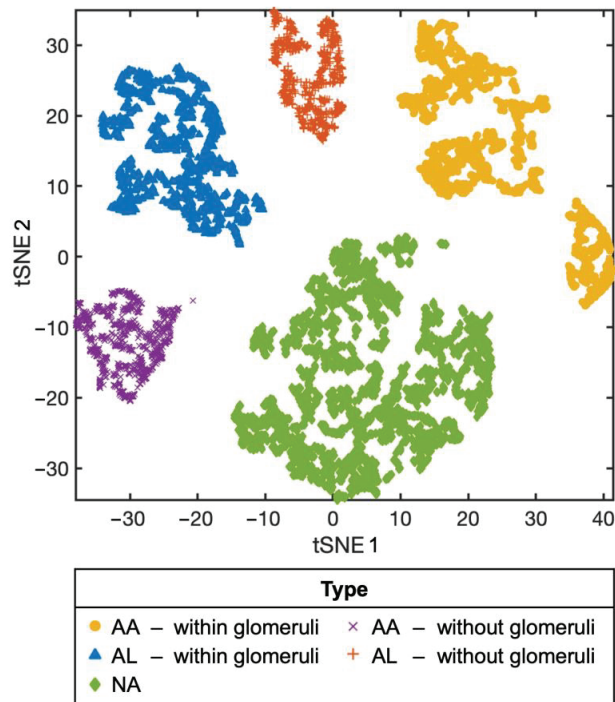 30
20
10
0
−10
−20
−30
tSNE 2
−30 −20 −10 0 10 20 30 40
tSNE 1
Type
AA – within glomeruli AA – without glomeruli
AL – within glomeruli AL – without glomeruli
NA